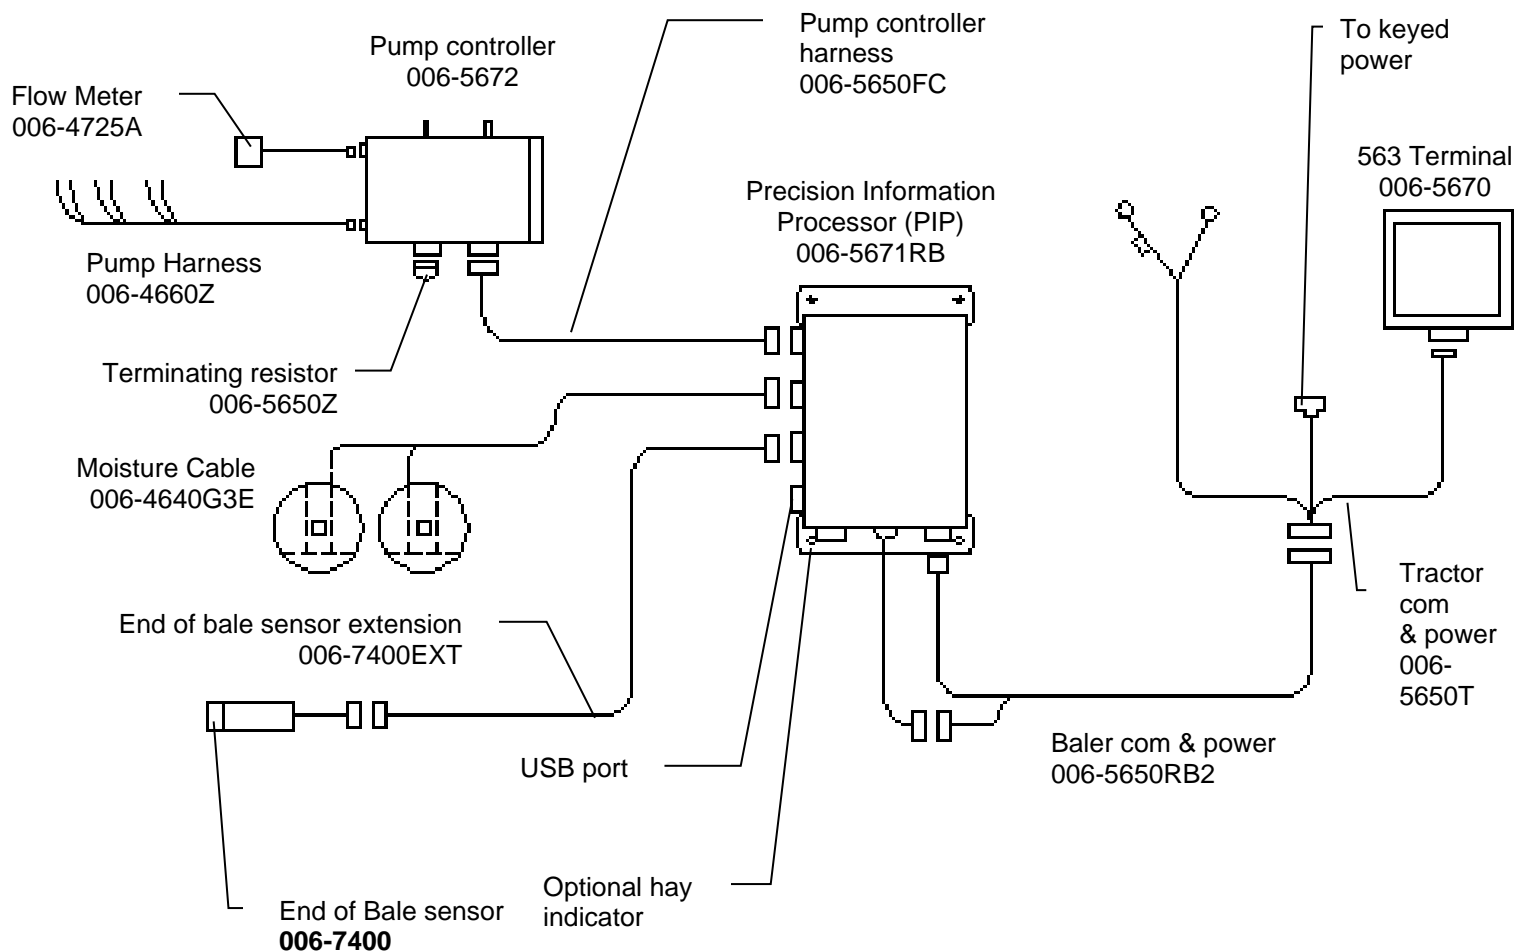 Pump controller
006-5672
Pump controller
harness
006-5650FC
To keyed
power
Flow Meter
006-4725A
563 Terminal
006-5670
Precision Information
Processor (PIP)
006-5671RB
Pump Harness
006-4660Z
Terminating resistor
006-5650Z
Moisture Cable
006-4640G3E
End of bale sensor extension
006-7400EXT
Tractor
com
& power
006-
5650T
USB port
Baler com & power
006-5650RB2
Optional hay
indicator
End of Bale sensor
006-7400